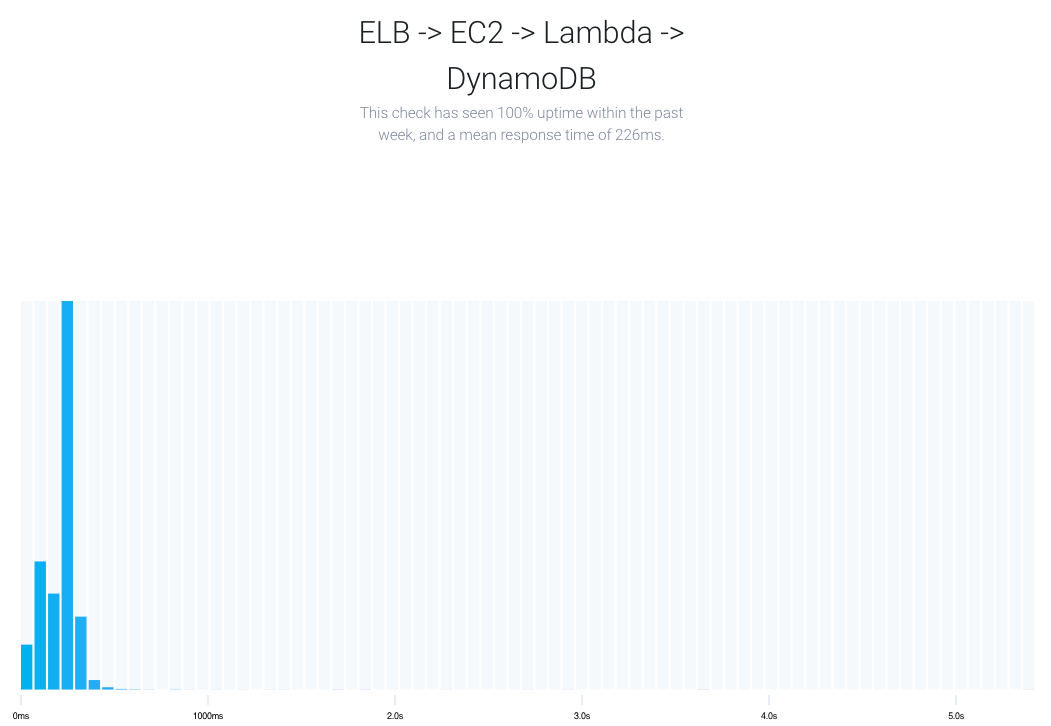 ELB -> EC2 -> Lambda ->
DynamoDB
This check has seen 100% uptime within the past
week, and a mean response time of 226ms.
0ms
1000ms
2.0s
3.0s
4.0s
5.0s